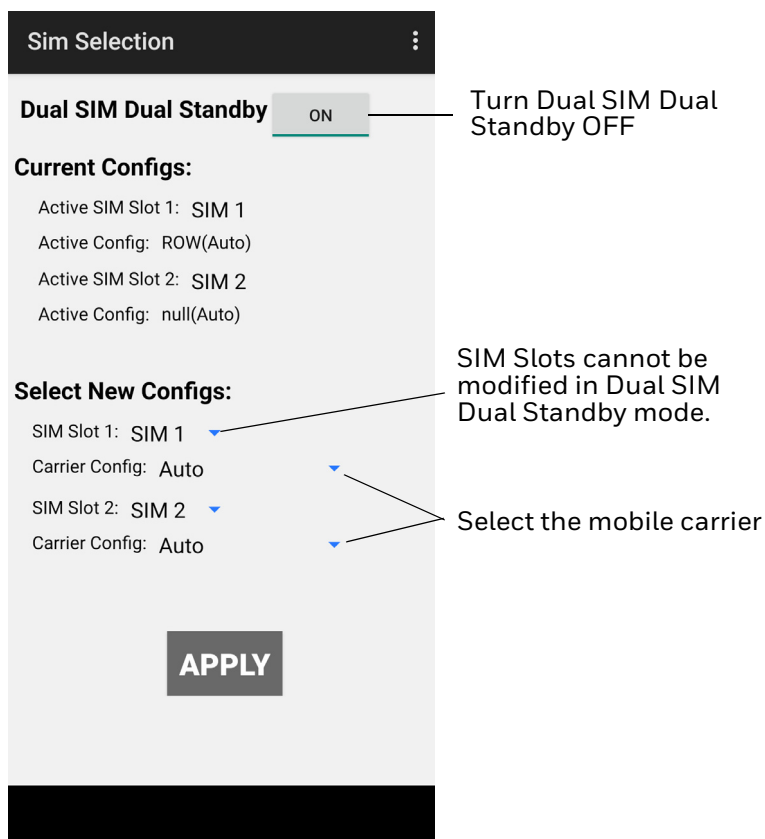 Sim Selection
Dual SIM Dual Standby ON
Turn Dual SIM Dual
Standby OFF
Current Configs:
Active SIM Slot 1: SIM 1
Active Config: ROW(Auto)
Active SIM Slot 2: SIM 2
Active Config: null(Auto)
SIM Slots cannot be
modified in Dual SIM
Dual Standby mode.
Select New Configs:
SIM Slot 1: SIM 1
Carrier Config: Auto
SIM Slot 2: SIM 2
Carrier Config: Auto
Select the mobile carrier
APPLY